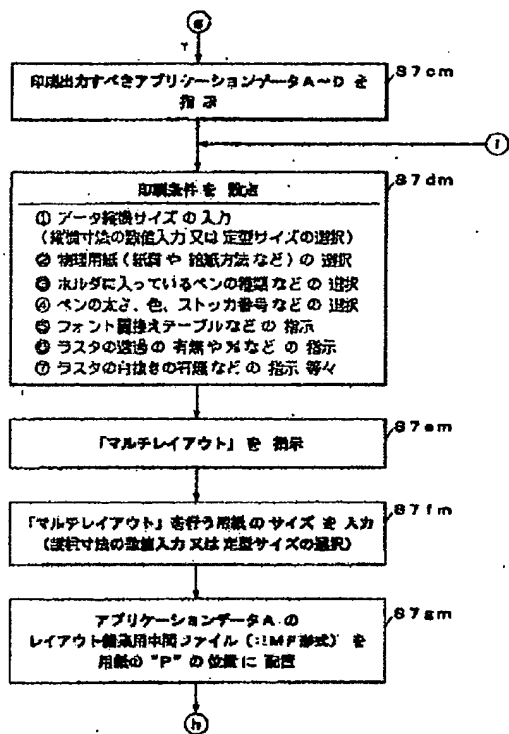 g
Y
印刷出力すべきアプリケーションデータA～Dを
指示
S7cm
i
印刷条件を 設定
S7dm
① データ縦横サイズの入力
(縦横寸法の数値入力又は定型サイズの選択)
② 物理用紙(紙質や給紙方法など)の選択
③ ホルダに入っているペンの種類などの選択
④ ペンの太さ、色、ストッカ番号などの選択
⑤ フォント置換えテーブルなどの 指示
⑥ ラスタの透過の有無や%などの 指示
⑦ ラスタの白抜きの有無などの 指示 等々
「マルチレイアウト」を 指示
S7em
「マルチレイアウト」を行う用紙のサイズを 入力
(縦横寸法の数値入力又は定型サイズの選択)
S7fm
アプリケーションデータAの
レイアウト編集用中間ファイル(:IMF形式)を
用紙の "P" の位置に 配置
S7gm
h